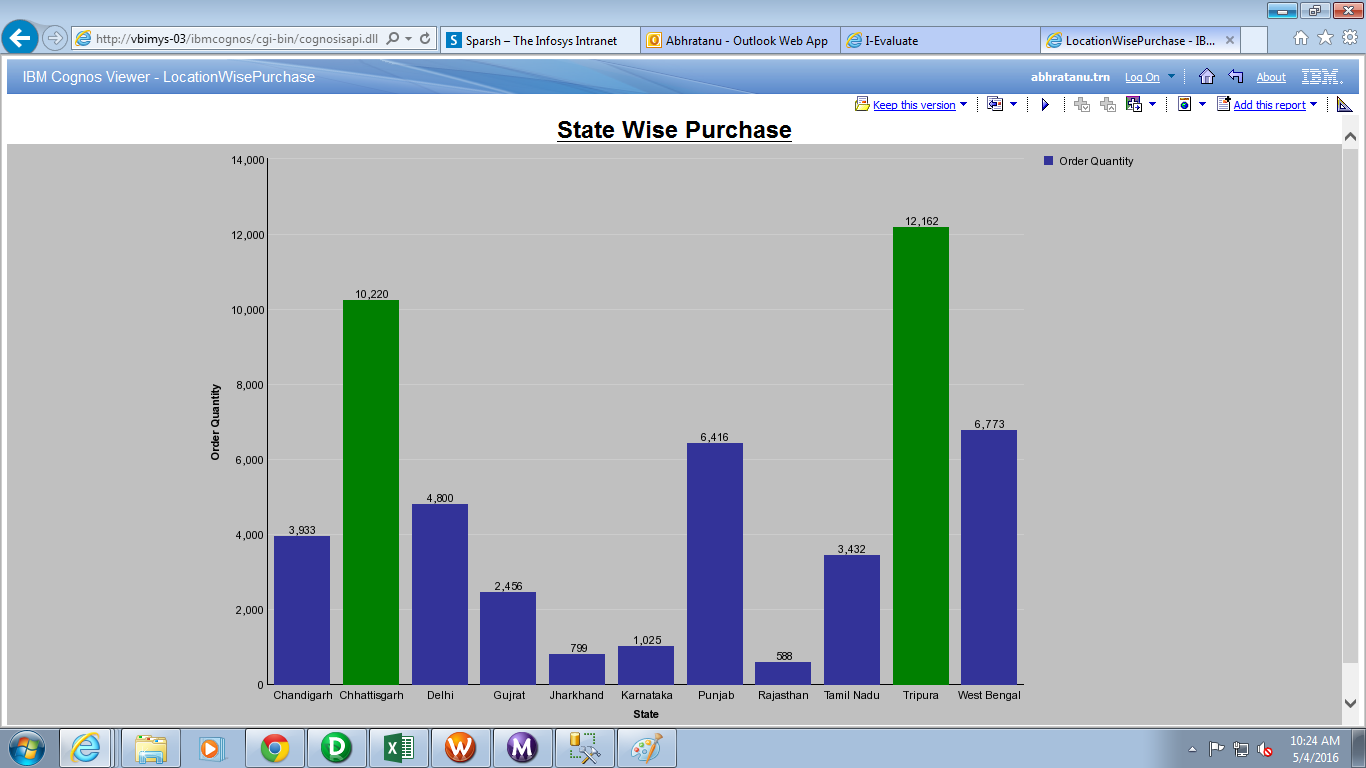 http://vbimys-03/ibmcognos/cgi-bin/cognosisapi.dll
Sparsh – The Infosys Intranet
Abhratanu - Outlook Web App
I-Evaluate
LocationWisePurchase - IB...
IBM Cognos Viewer - LocationWisePurchase
abhratanu.trn
Log On
About
IBM.
Keep this version
Add this report
State Wise Purchase
Order Quantity
14,000
12,000
10,000
8,000
6,000
4,000
2,000
0
Order Quantity
3,933
10,220
4,800
2,456
799
1,025
6,416
588
3,432
12,162
6,773
Chandigarh Chhattisgarh Delhi Gujrat Jharkhand Karnataka Punjab Rajasthan Tamil Nadu Tripura West Bengal
State
10:24 AM
5/4/2016